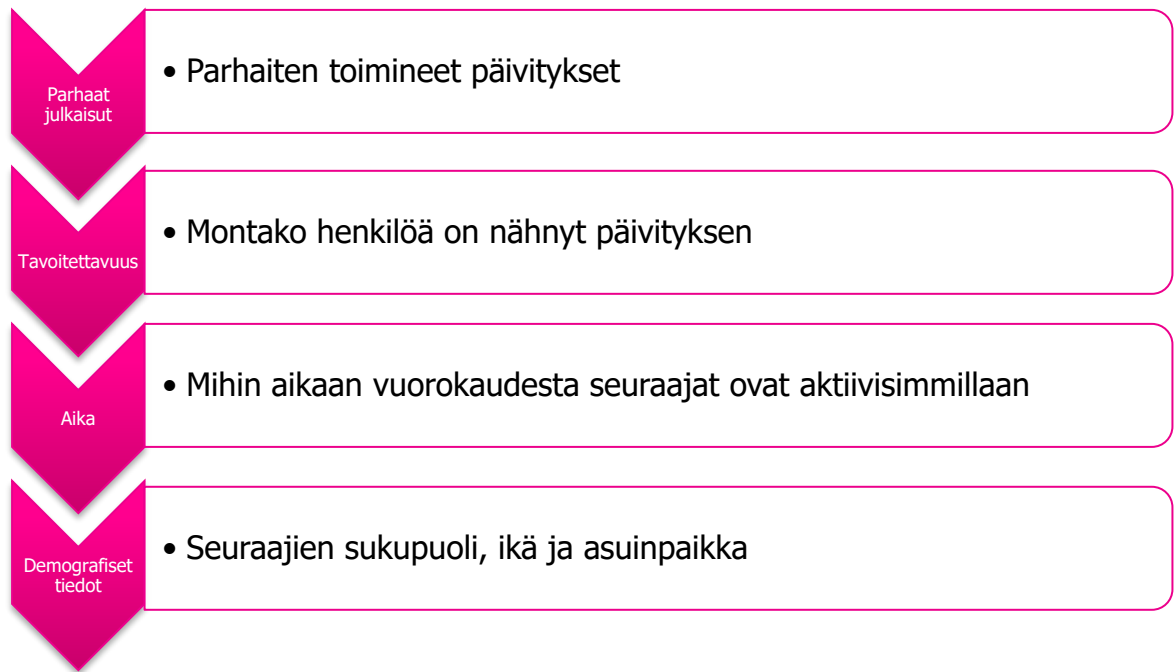 Parhaat
julkaisut
• Parhaiten toimineet päivitykset
Tavoitettavuus
• Montako henkilöä on nähnyt päivityksen
Aika
• Mihin aikaan vuorokaudesta seuraajat ovat aktiivisimmillaan
Demografiset
tiedot
• Seuraajien sukupuoli, ikä ja asuinpaikka